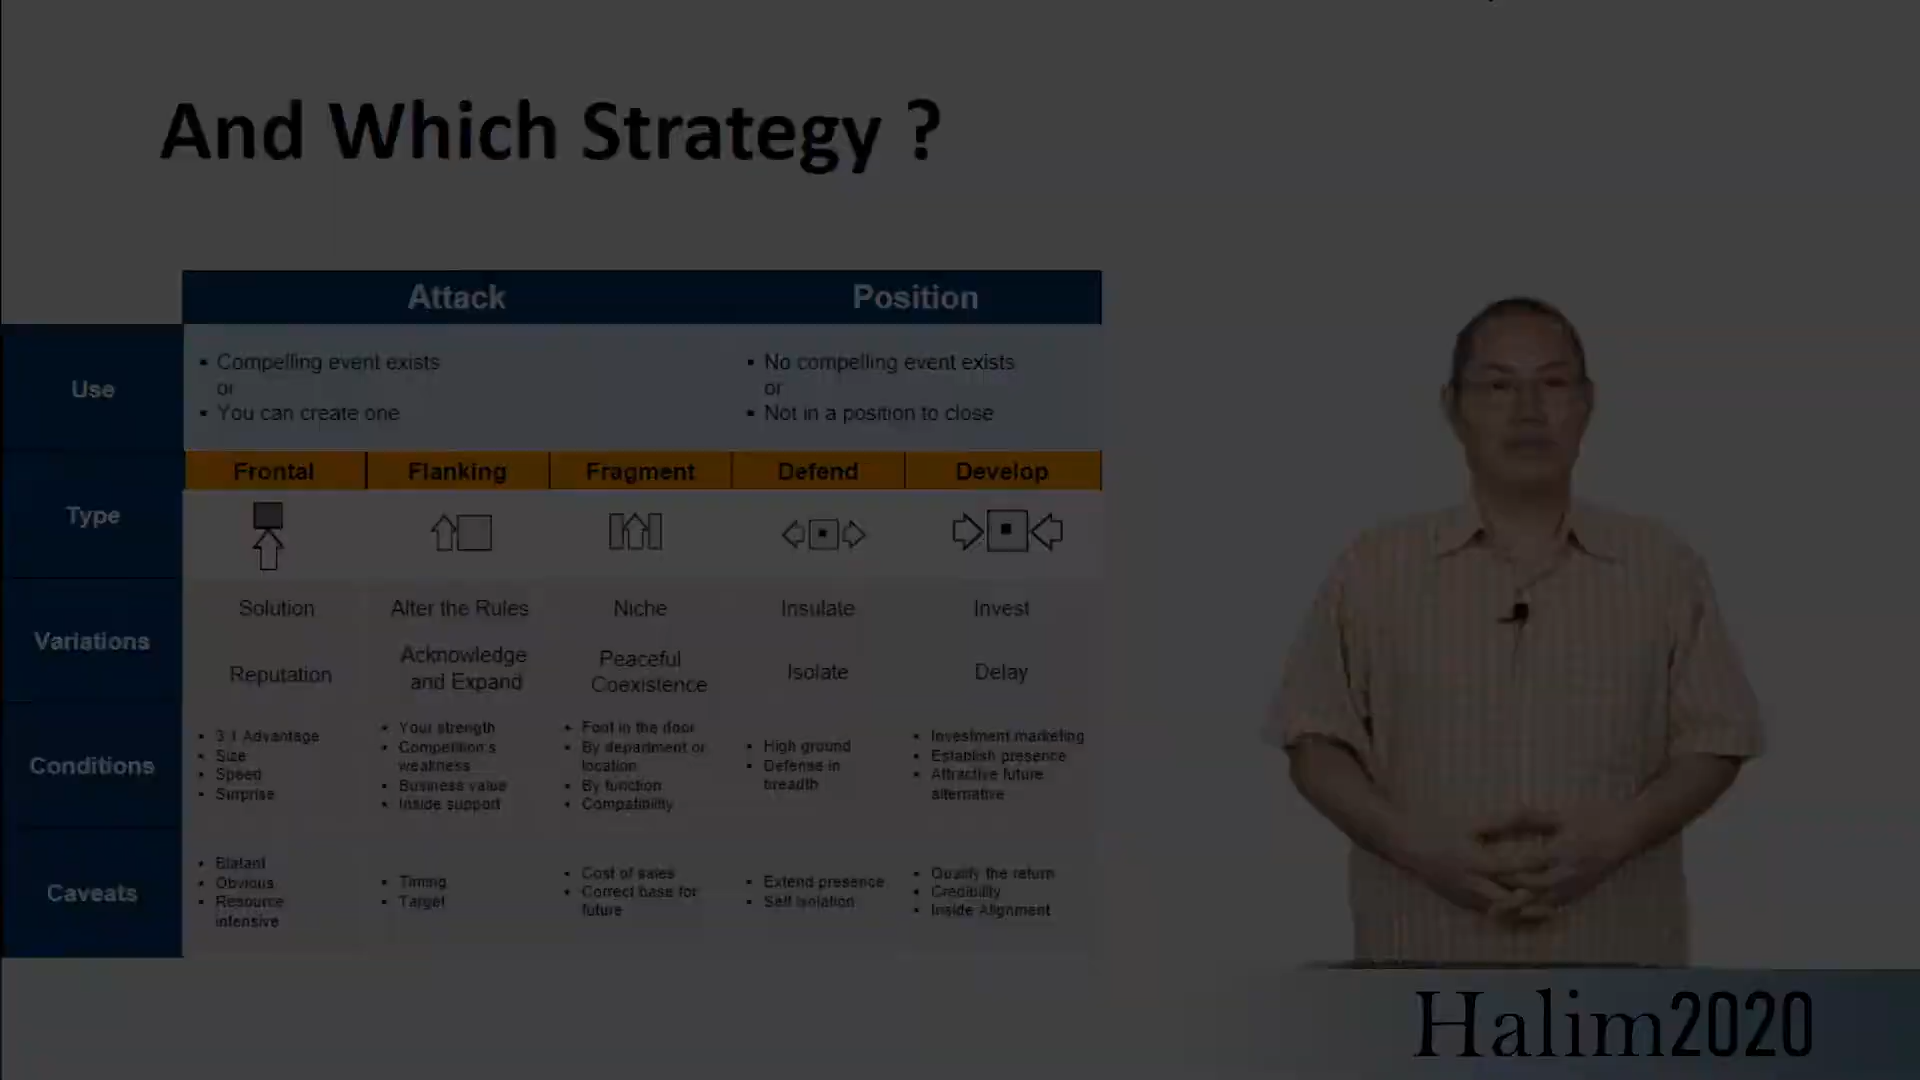 And Which Strategy ?
Attack
Position
Use
Compelling event exists
or
You can create one
No compelling event exists
or
Not in a position to close
Type
Frontal
Flanking
Fragment
Defend
Develop
Variations
Solution
Alter the Rules
Niche
Insulate
Invest
Reputation
Acknowledge
and Expand
Peaceful
Coexistence
Isolate
Delay
Conditions
3:1 Advantage
Size
Speed
Surprise
Your strength
Competition's
weakness
Business value
Inside support
Foot in the door
By department or
location
By function
Compatibility
High ground
Defense in
breadth
Investment marketing
Establish presence
Attractive future
alternative
Caveats
Blatant
Obvious
Resource
intensive
Timing
Target
Cost of sales
Correct base for
future
Extend presence
Self isolation
Qualify the return
Credibility
Inside Alignment
Halim2020